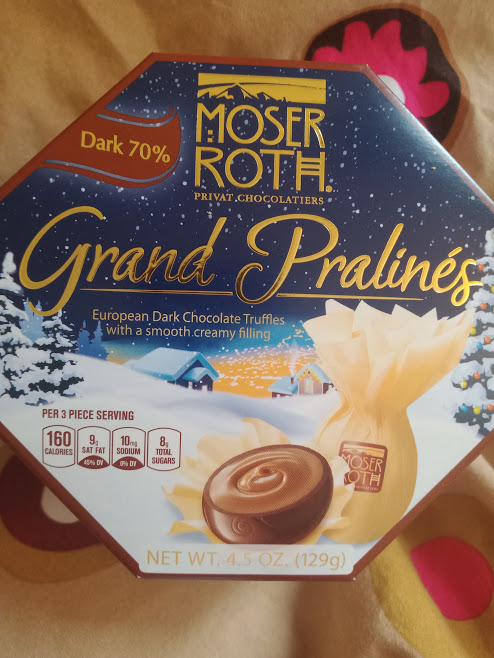 Dark 70%
MOSER
ROTH®
PRIVAT CHOCOLATIERS
Grand Pralinés
European Dark Chocolate Truffles
with a smooth creamy filling
PER 3 PIECE SERVING
160
CALORIES
9g
SAT FAT
45% DV
10mg
SODIUM
0% DV
8g
TOTAL
SUGARS
MOSER
ROTH
NET WT. 4.5 OZ. (129g)